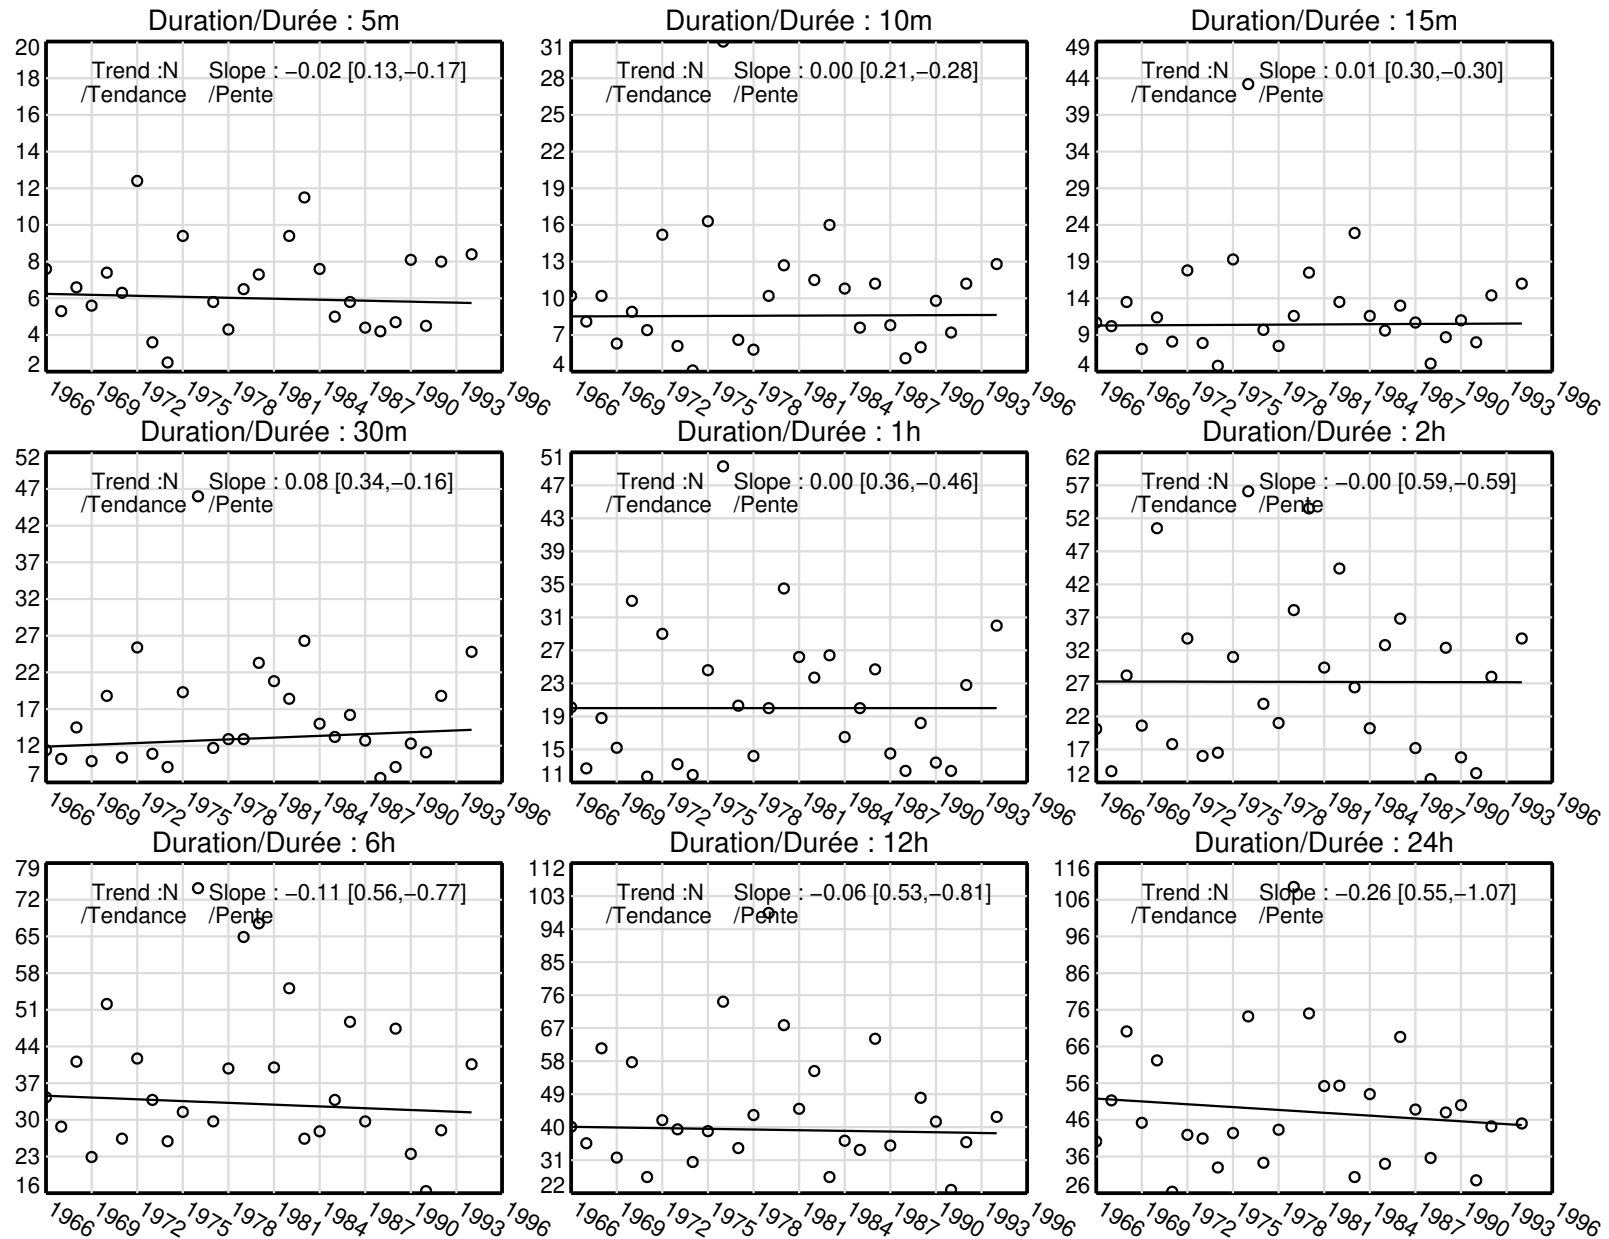 Duration/Durée : 5m
20
18
16
14
12
10
8
6
4
2
Trend :N Slope : −0.02 [0.13,−0.17]
/Tendance /Pente
1966 1969 1972 1975 1978 1981 1984 1987 1990 1993 1996
Duration/Durée : 10m
31
28
25
22
19
16
13
10
7
4
Trend :N Slope : 0.00 [0.21,−0.28]
/Tendance /Pente
1966 1969 1972 1975 1978 1981 1984 1987 1990 1993 1996
Duration/Durée : 15m
49
44
39
34
29
24
19
14
9
4
Trend :N Slope : 0.01 [0.30,−0.30]
/Tendance /Pente
1966 1969 1972 1975 1978 1981 1984 1987 1990 1993 1996
Duration/Durée : 30m
52
47
42
37
32
27
22
17
12
7
Trend :N Slope : 0.08 [0.34,−0.16]
/Tendance /Pente
1966 1969 1972 1975 1978 1981 1984 1987 1990 1993 1996
Duration/Durée : 1h
51
47
43
39
35
31
27
23
19
15
11
Trend :N Slope : 0.00 [0.36,−0.46]
/Tendance /Pente
1966 1969 1972 1975 1978 1981 1984 1987 1990 1993 1996
Duration/Durée : 2h
62
57
52
47
42
37
32
27
22
17
12
Trend :N Slope : −0.00 [0.59,−0.59]
/Tendance /Pente
1966 1969 1972 1975 1978 1981 1984 1987 1990 1993 1996
Duration/Durée : 6h
79
72
65
58
51
44
37
30
23
16
Trend :N Slope : −0.11 [0.56,−0.77]
/Tendance /Pente
1966 1969 1972 1975 1978 1981 1984 1987 1990 1993 1996
Duration/Durée : 12h
112
103
94
85
76
67
58
49
40
31
22
Trend :N Slope : −0.06 [0.53,−0.81]
/Tendance /Pente
1966 1969 1972 1975 1978 1981 1984 1987 1990 1993 1996
Duration/Durée : 24h
116
106
96
86
76
66
56
46
36
26
Trend :N Slope : −0.26 [0.55,−1.07]
/Tendance /Pente
1966 1969 1972 1975 1978 1981 1984 1987 1990 1993 1996